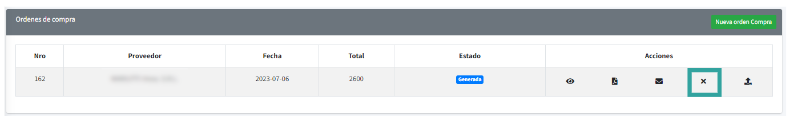 Ordenes de compra
Nueva orden Compra
Nro Proveedor Fecha Total Estado Acciones
162 2023-07-06 2600 Generada